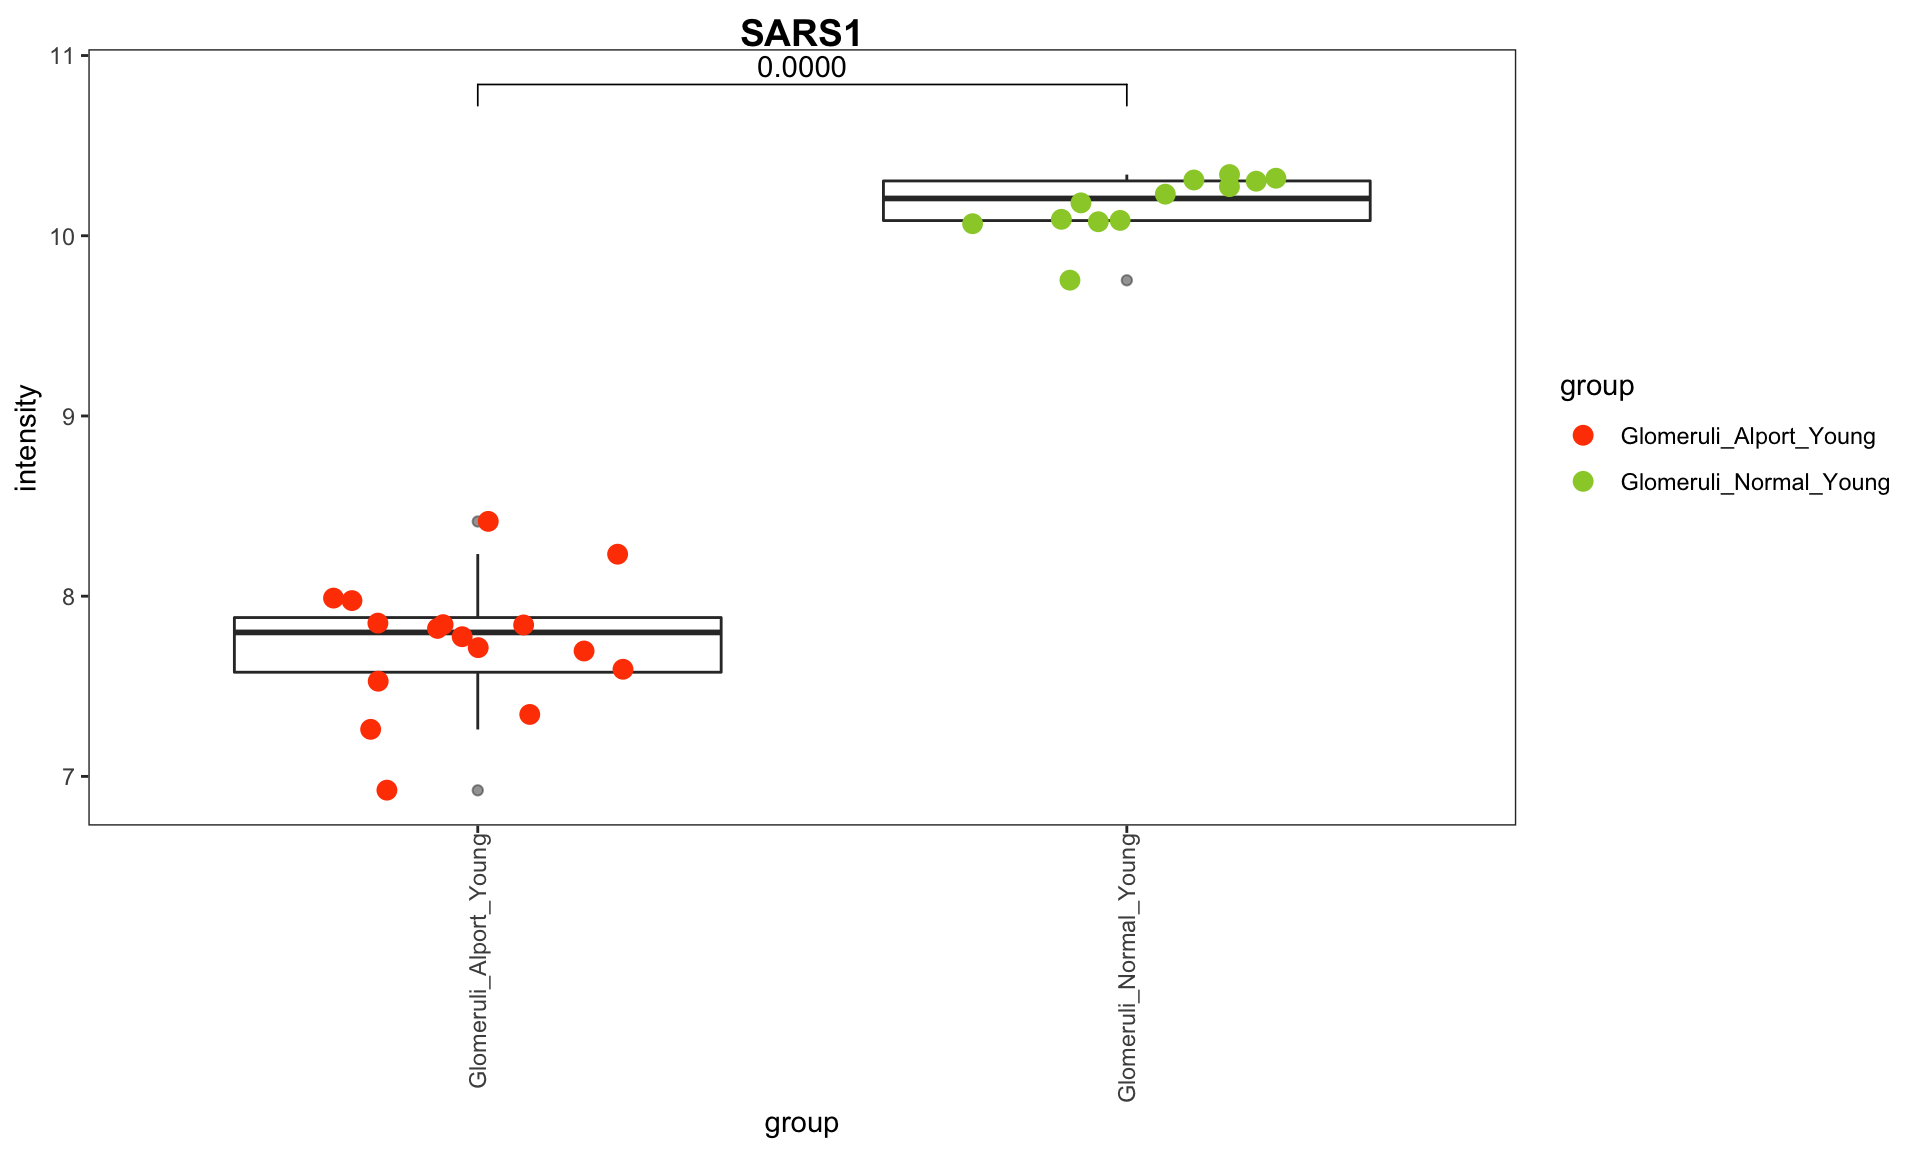 SARS1
0.0000
11
10
9
8
7
intensity
Glomeruli_Alport_Young
Glomeruli_Normal_Young
group
group
Glomeruli_Alport_Young
Glomeruli_Normal_Young